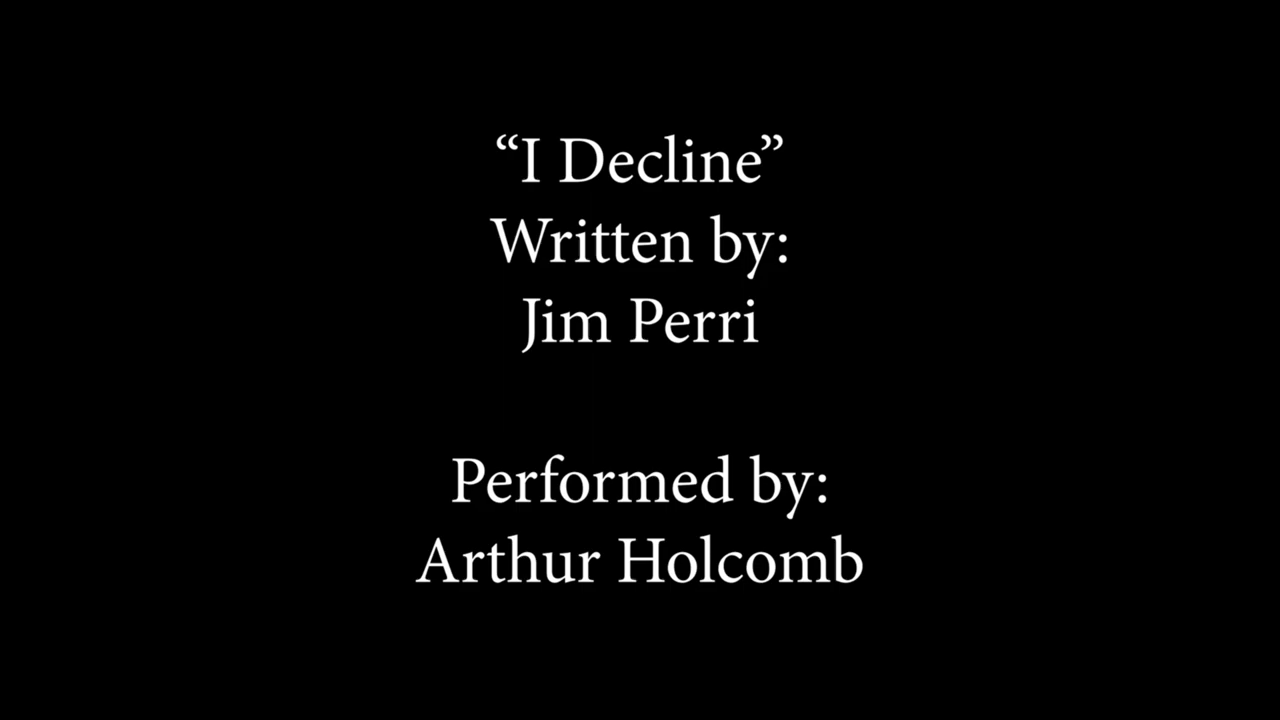 “I Decline”
Written by:
Jim Perri
Performed by:
Arthur Holcomb